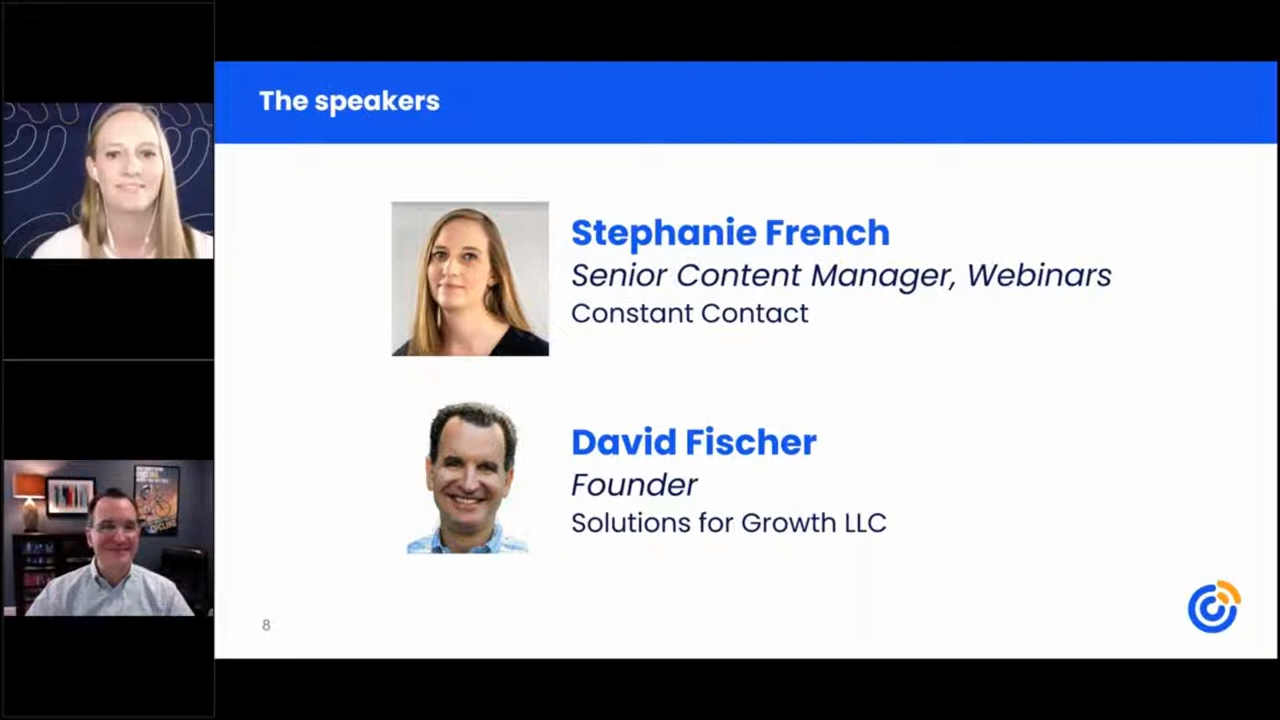 The speakers
Stephanie French
Senior Content Manager, Webinars
Constant Contact
David Fischer
Founder
Solutions for Growth LLC
8